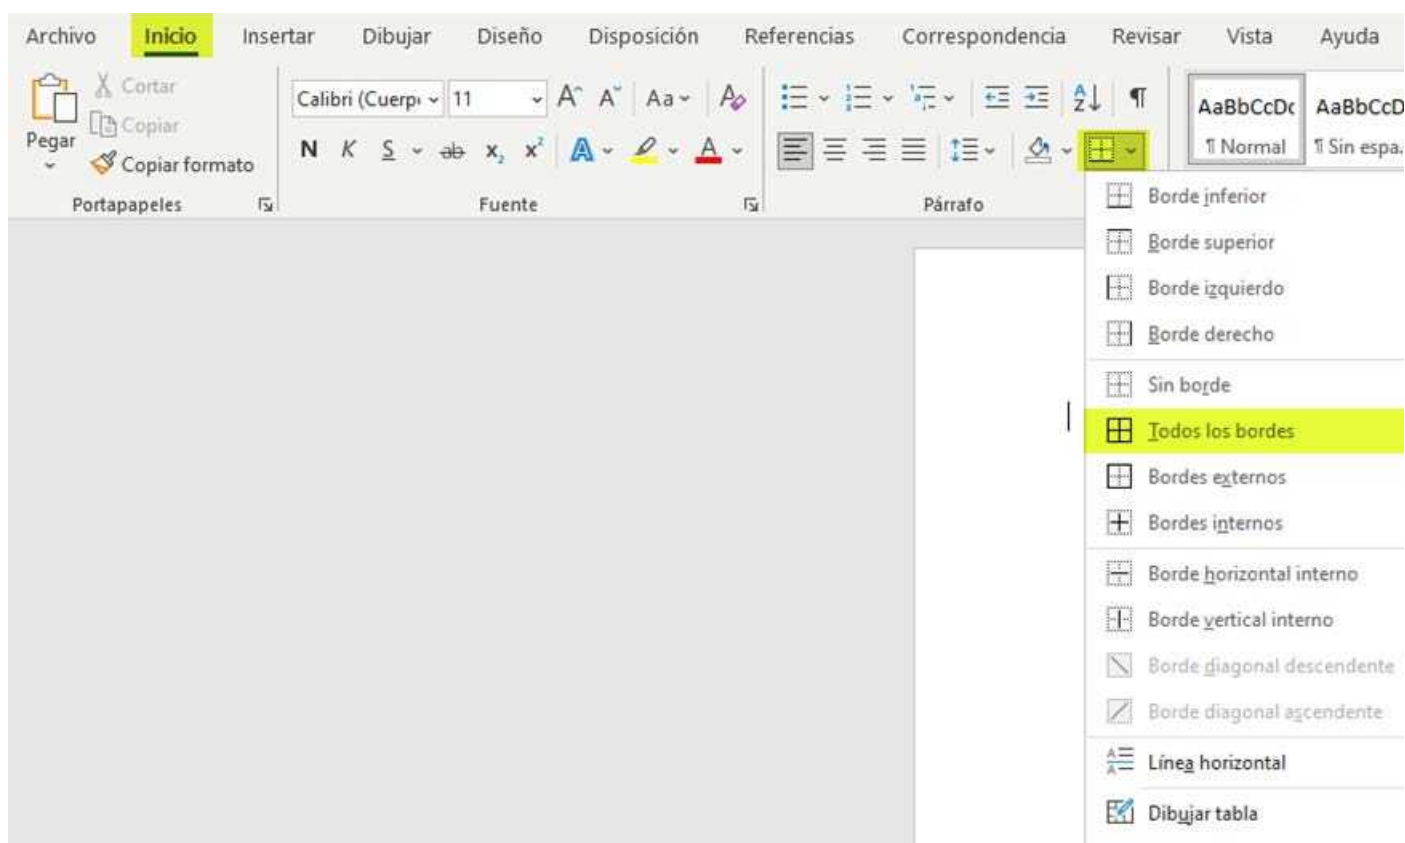 Archivo Inicio Insertar Dibujar Diseño Disposición Referencias Correspondencia Revisar Vista Ayuda
Cortar
Copiar
Pegar
Copiar formato
Portapapeles
Calibri (Cuerp 11 A A Aa A
N K S ab x₂ x² A A
Fuente
Párrafo
AaBbCcDc AaBbCcD
¶ Normal ¶ Sin espa.
Borde inferior
Borde superior
Borde izquierdo
Borde derecho
Sin borde
Todos los bordes
Bordes externos
Bordes internos
Borde horizontal interno
Borde vertical interno
Borde diagonal descendente
Borde diagonal ascendente
Línea horizontal
Dibujar tabla